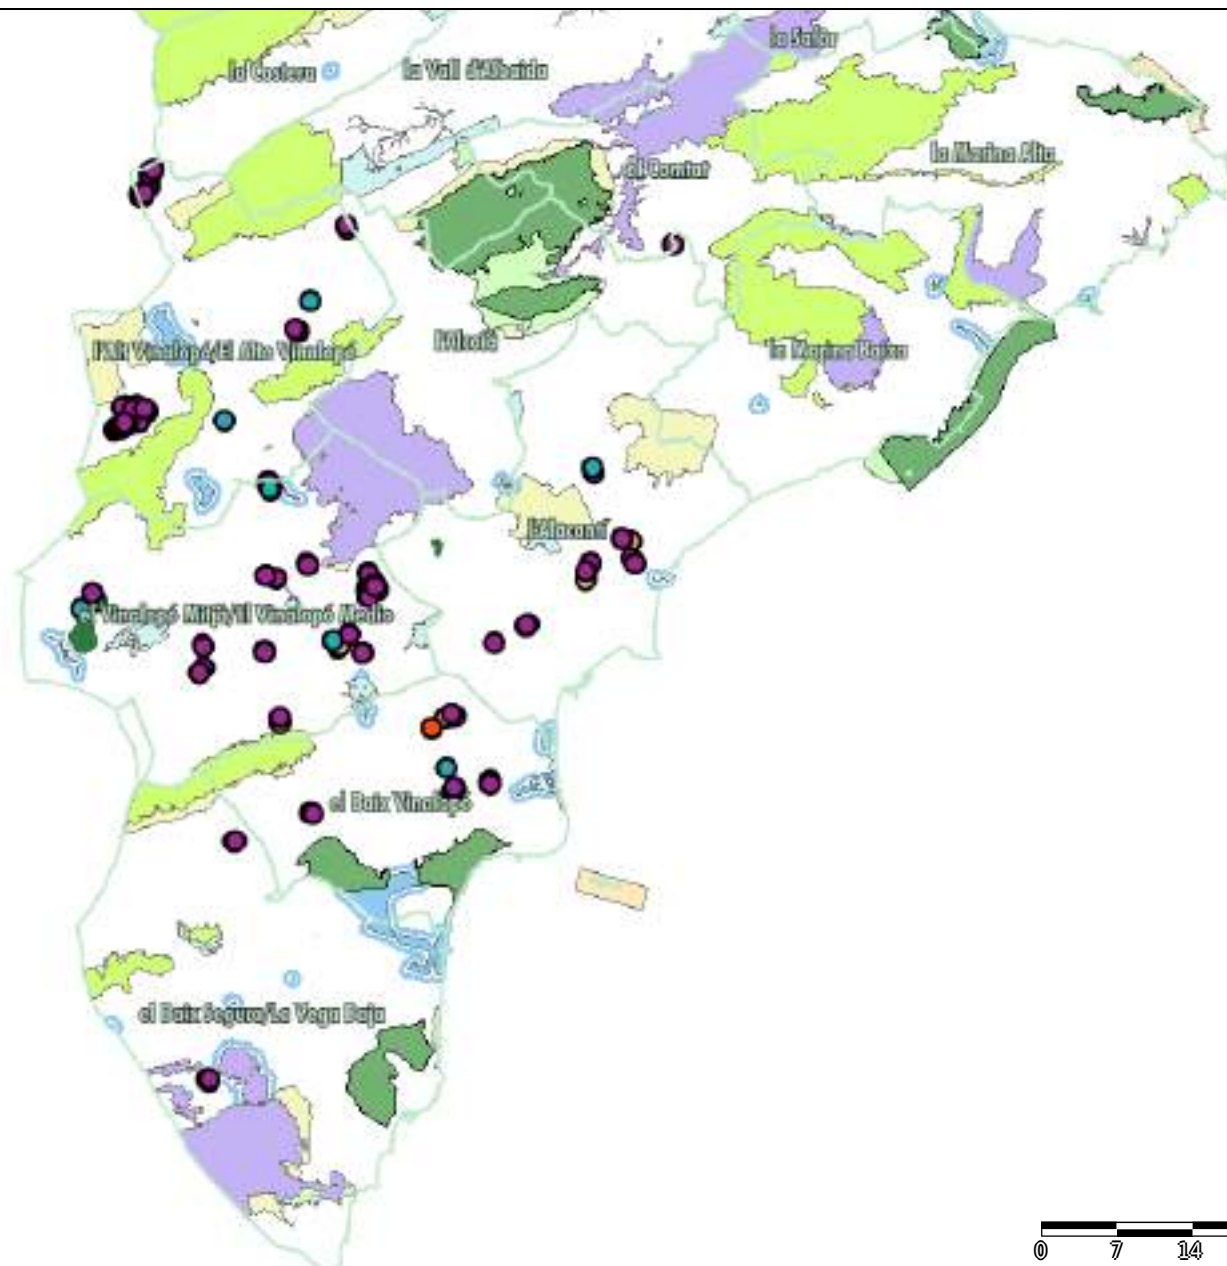 la Safor
la Costera
la Vall d'Albaida
la Marina Alta
el Comtat
l'Alcoià
l'Alt Vinalopó/El Alto Vinalopó
la Marina Baixa
l'Alacantí
el Vinalopó Mitjà/El Vinalopó Medio
el Baix Vinalopó
el Baix Segura/La Vega Baja
0 7 14